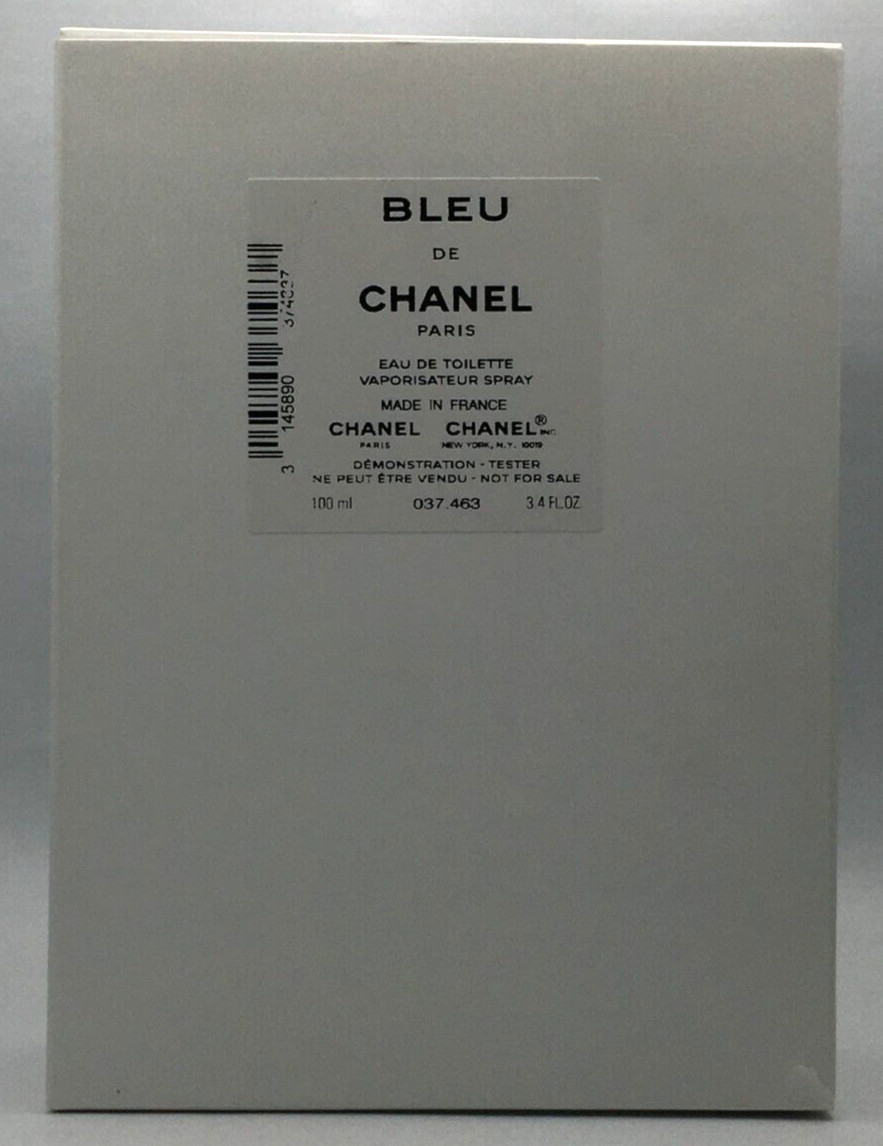 BLEU
DE
CHANEL
PARIS
EAU DE TOILETTE
VAPORISATEUR SPRAY
MADE IN FRANCE
CHANEL CHANEL® INC.
PARIS NEW YORK, N.Y. 10019
DÉMONSTRATION - TESTER
NE PEUT ÊTRE VENDU - NOT FOR SALE
100 ml 037.463 3.4 FL.OZ.
3 145890